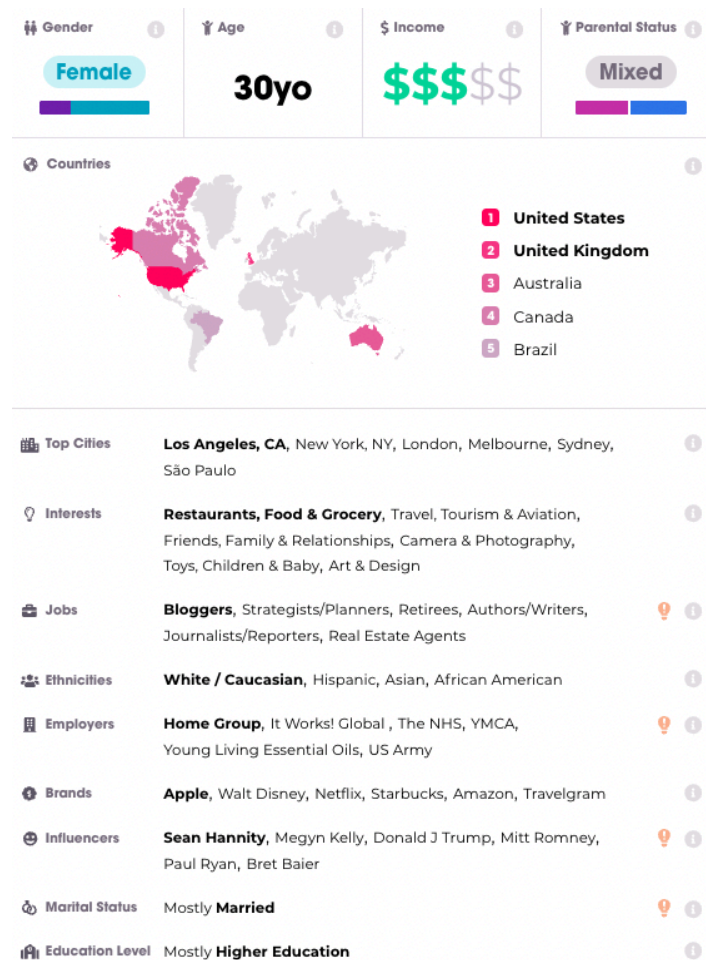 Gender
Age
$ Income
Parental Status
Female
30yo
$$$$$
Mixed
Countries
1 United States
2 United Kingdom
3 Australia
4 Canada
5 Brazil
Top Cities
Los Angeles, CA, New York, NY, London, Melbourne, Sydney,
São Paulo
Interests
Restaurants, Food & Grocery, Travel, Tourism & Aviation,
Friends, Family & Relationships, Camera & Photography,
Toys, Children & Baby, Art & Design
Jobs
Bloggers, Strategists/Planners, Retirees, Authors/Writers,
Journalists/Reporters, Real Estate Agents
Ethnicities
White / Caucasian, Hispanic, Asian, African American
Employers
Home Group, It Works! Global , The NHS, YMCA,
Young Living Essential Oils, US Army
Brands
Apple, Walt Disney, Netflix, Starbucks, Amazon, Travelgram
Influencers
Sean Hannity, Megyn Kelly, Donald J Trump, Mitt Romney,
Paul Ryan, Bret Baier
Marital Status
Mostly Married
Education Level
Mostly Higher Education